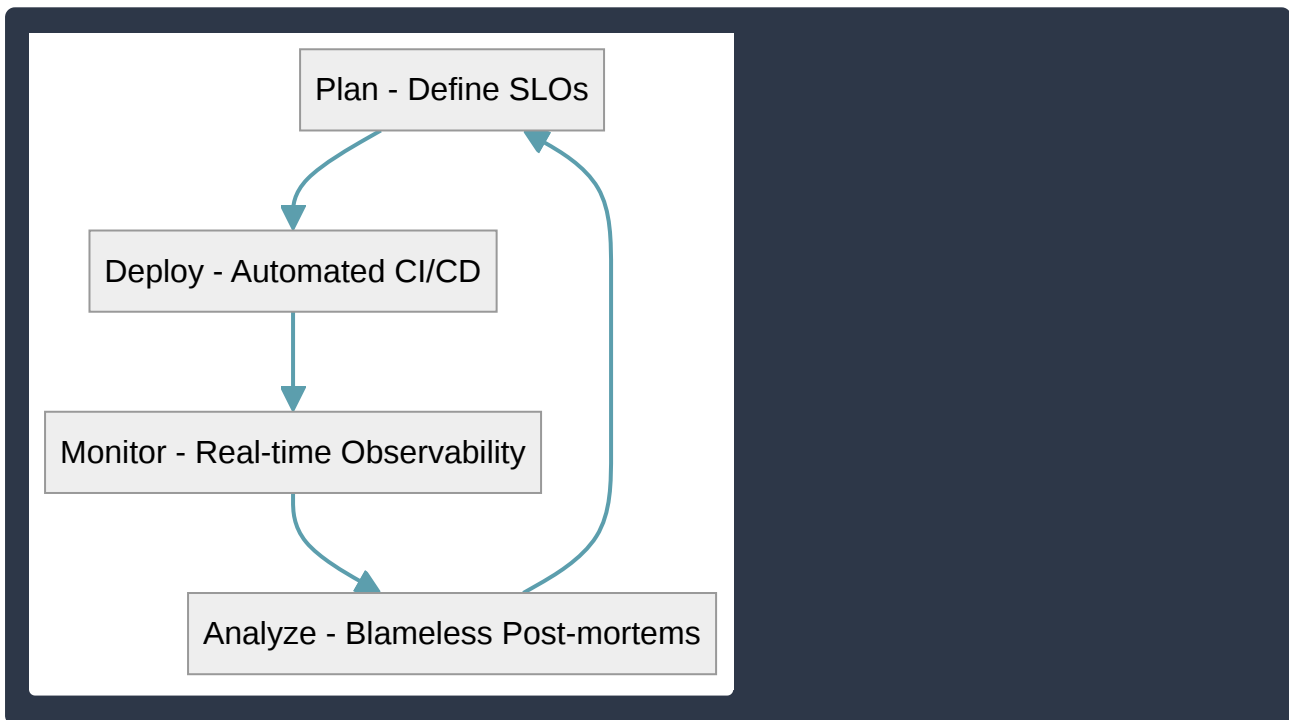 Plan - Define SLOs
Deploy - Automated CI/CD
Monitor - Real-time Observability
Analyze - Blameless Post-mortems